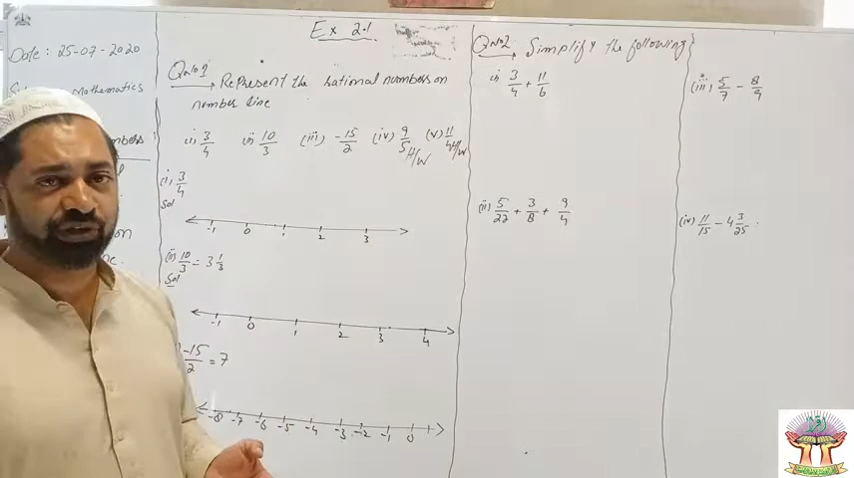 Ex 2.1
Date: 25-07-2020
Mathematics
Q No 1 Represent the rational numbers on
number line
(i) 3/4 (ii) 10/3 (iii) -15/2 (iv) 9/5 H/W (v) 11/4 H/W
(i) 3/4
Sol
-1 0 1 2 3
(ii) 10/3 = 3 1/3
Sol
-1 0 1 2 3 4
-15/2 = 7
-8 -7 -6 -5 -4 -3 -2 -1 0
Q No 2 Simplify the following
(i) 3/4 + 11/6
(ii) 5/22 + 3/8 + 9/4
(iii) 5/7 - 8/9
(iv) 11/15 - 4 3/25